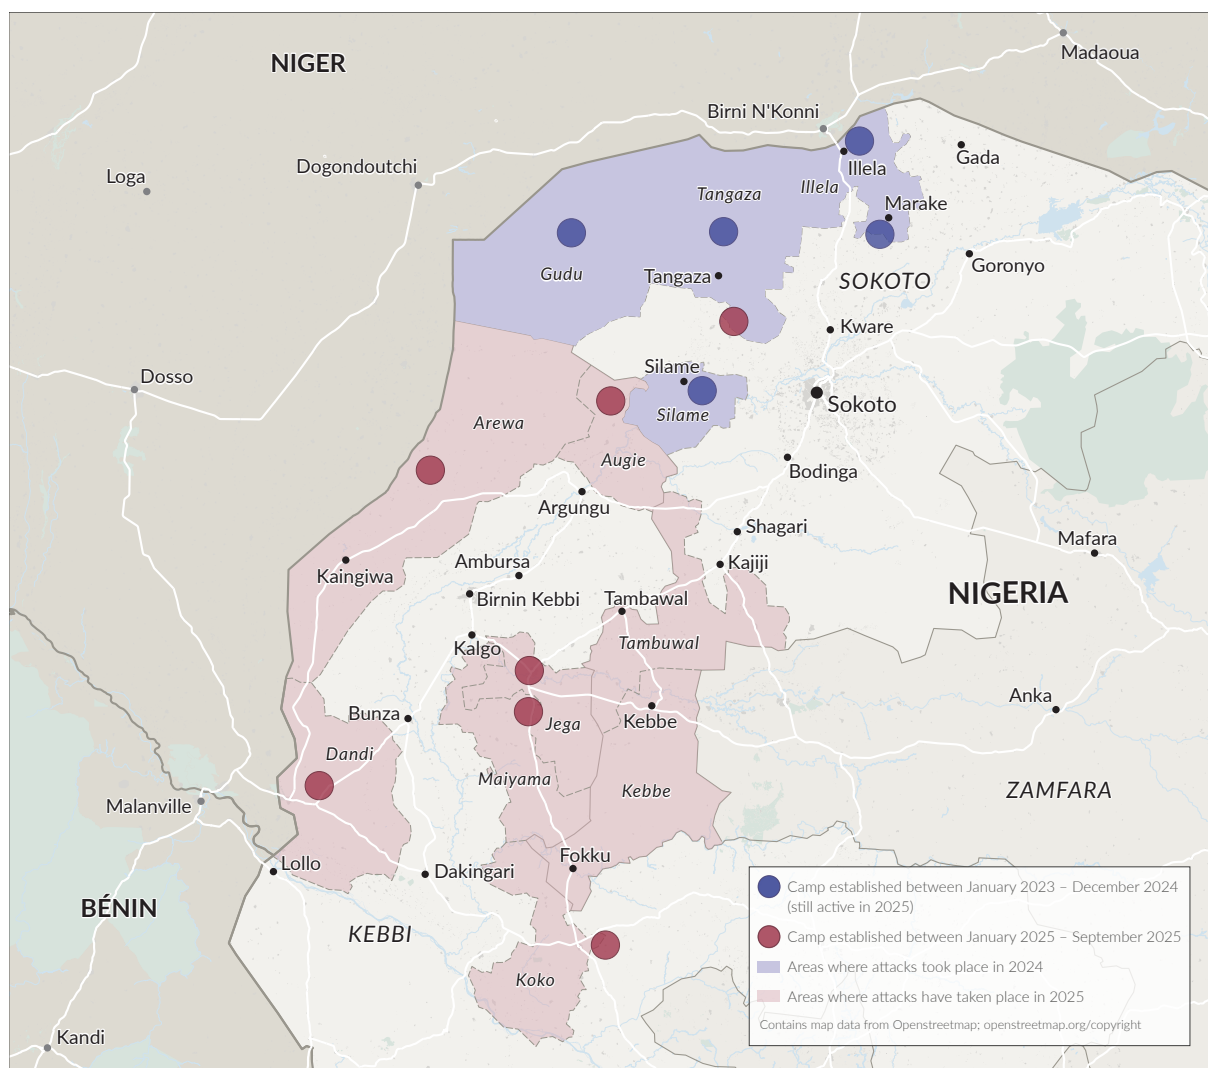 NIGER
Madaoua
Birni N'Konni
Dogondoutchi
Loga
Gada
Illela
Illela
Tangaza
Marake
Gudu
Tangaza
Goronyo
SOKOTO
Kware
Silame
Dosso
Silame
Sokoto
Arewa
Augie
Bodinga
Argungu
Shagari
Mafara
Ambursa
Kajiji
Kaingiwa
Birnin Kebbi
Tambawal
NIGERIA
Kalgo
Tambuwal
Anka
Bunza
Jega
Kebbe
Dandi
Maiyama
Kebbe
ZAMFARA
Malanville
Lollo
Fokku
Dakingari
BÉNIN
KEBBI
Koko
Kandi
Camp established between January 2023 – December 2024
(still active in 2025)
Camp established between January 2025 – September 2025
Areas where attacks took place in 2024
Areas where attacks have taken place in 2025
Contains map data from Openstreetmap; openstreetmap.org/copyright